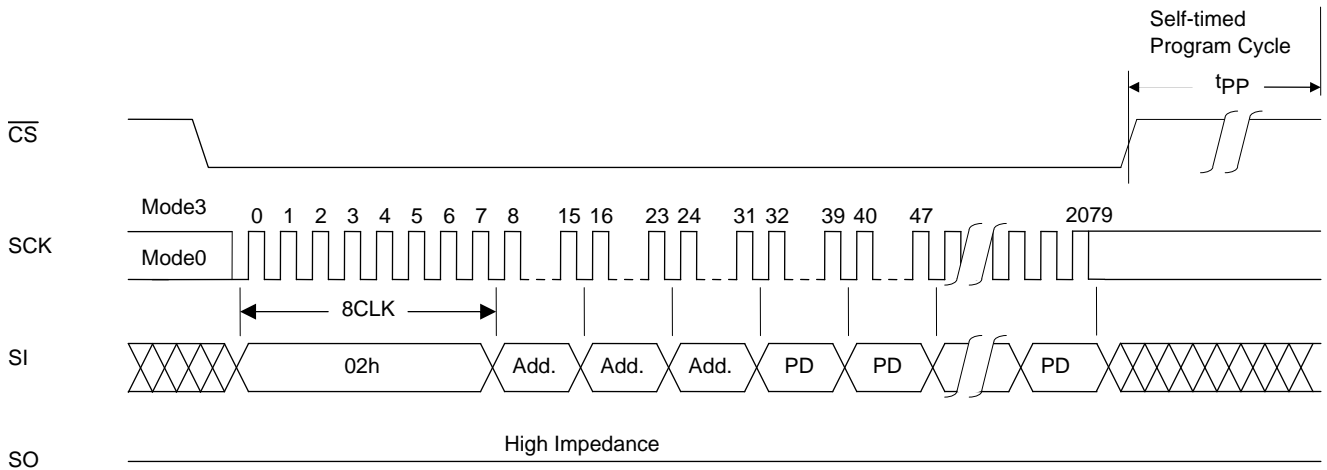 Self-timed
Program Cycle
tPP
CS
Mode3
0 1 2 3 4 5 6 7 8 15 16 23 24 31 32 39 40 47 2079
SCK
Mode0
8CLK
SI
02h Add. Add. Add. PD PD PD
High Impedance
SO